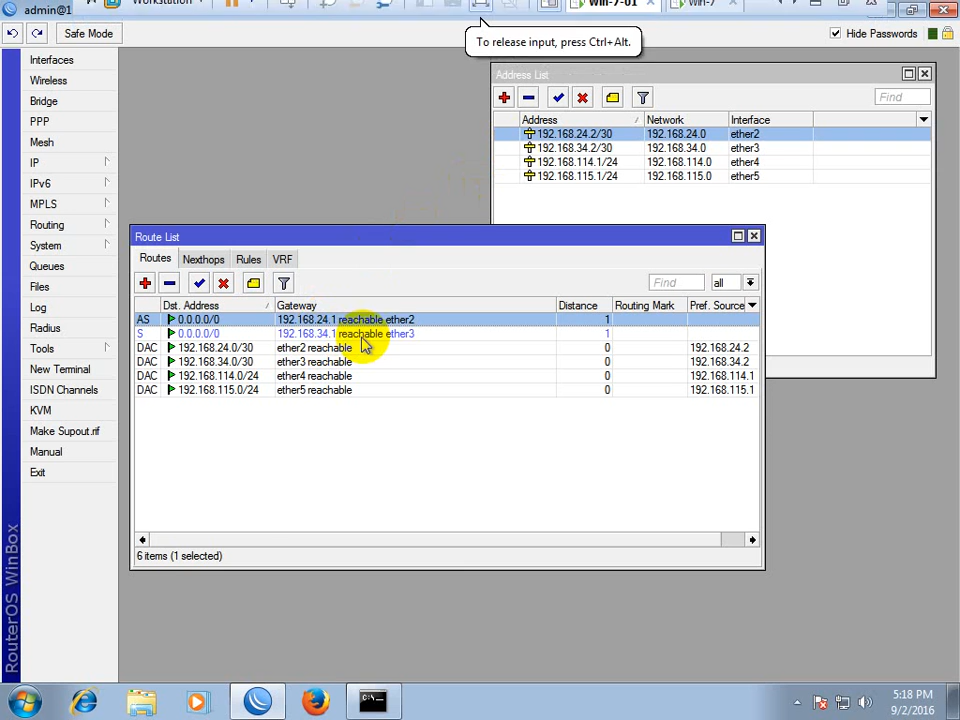 admin@1
Workstation
Win-7-01
Win-7
Safe Mode
To release input, press Ctrl+Alt.
Hide Passwords
Interfaces
Wireless
Bridge
PPP
Mesh
IP
IPv6
MPLS
Routing
System
Queues
Files
Log
Radius
Tools
New Terminal
ISDN Channels
KVM
Make Supout.rif
Manual
Exit
RouterOS WinBox
Address List
Find
Address Network Interface
192.168.24.2/30 192.168.24.0 ether2
192.168.34.2/30 192.168.34.0 ether3
192.168.114.1/24 192.168.114.0 ether4
192.168.115.1/24 192.168.115.0 ether5
Route List
Routes Nexthops Rules VRF
Find all
Dst. Address Gateway Distance Routing Mark Pref. Source
AS 0.0.0.0/0 192.168.24.1 reachable ether2 1
S 0.0.0.0/0 192.168.34.1 reachable ether3 1
DAC 192.168.24.0/30 ether2 reachable 0 192.168.24.2
DAC 192.168.34.0/30 ether3 reachable 0 192.168.34.2
DAC 192.168.114.0/24 ether4 reachable 0 192.168.114.1
DAC 192.168.115.0/24 ether5 reachable 0 192.168.115.1
6 items (1 selected)
C:\.
5:18 PM
9/2/2016